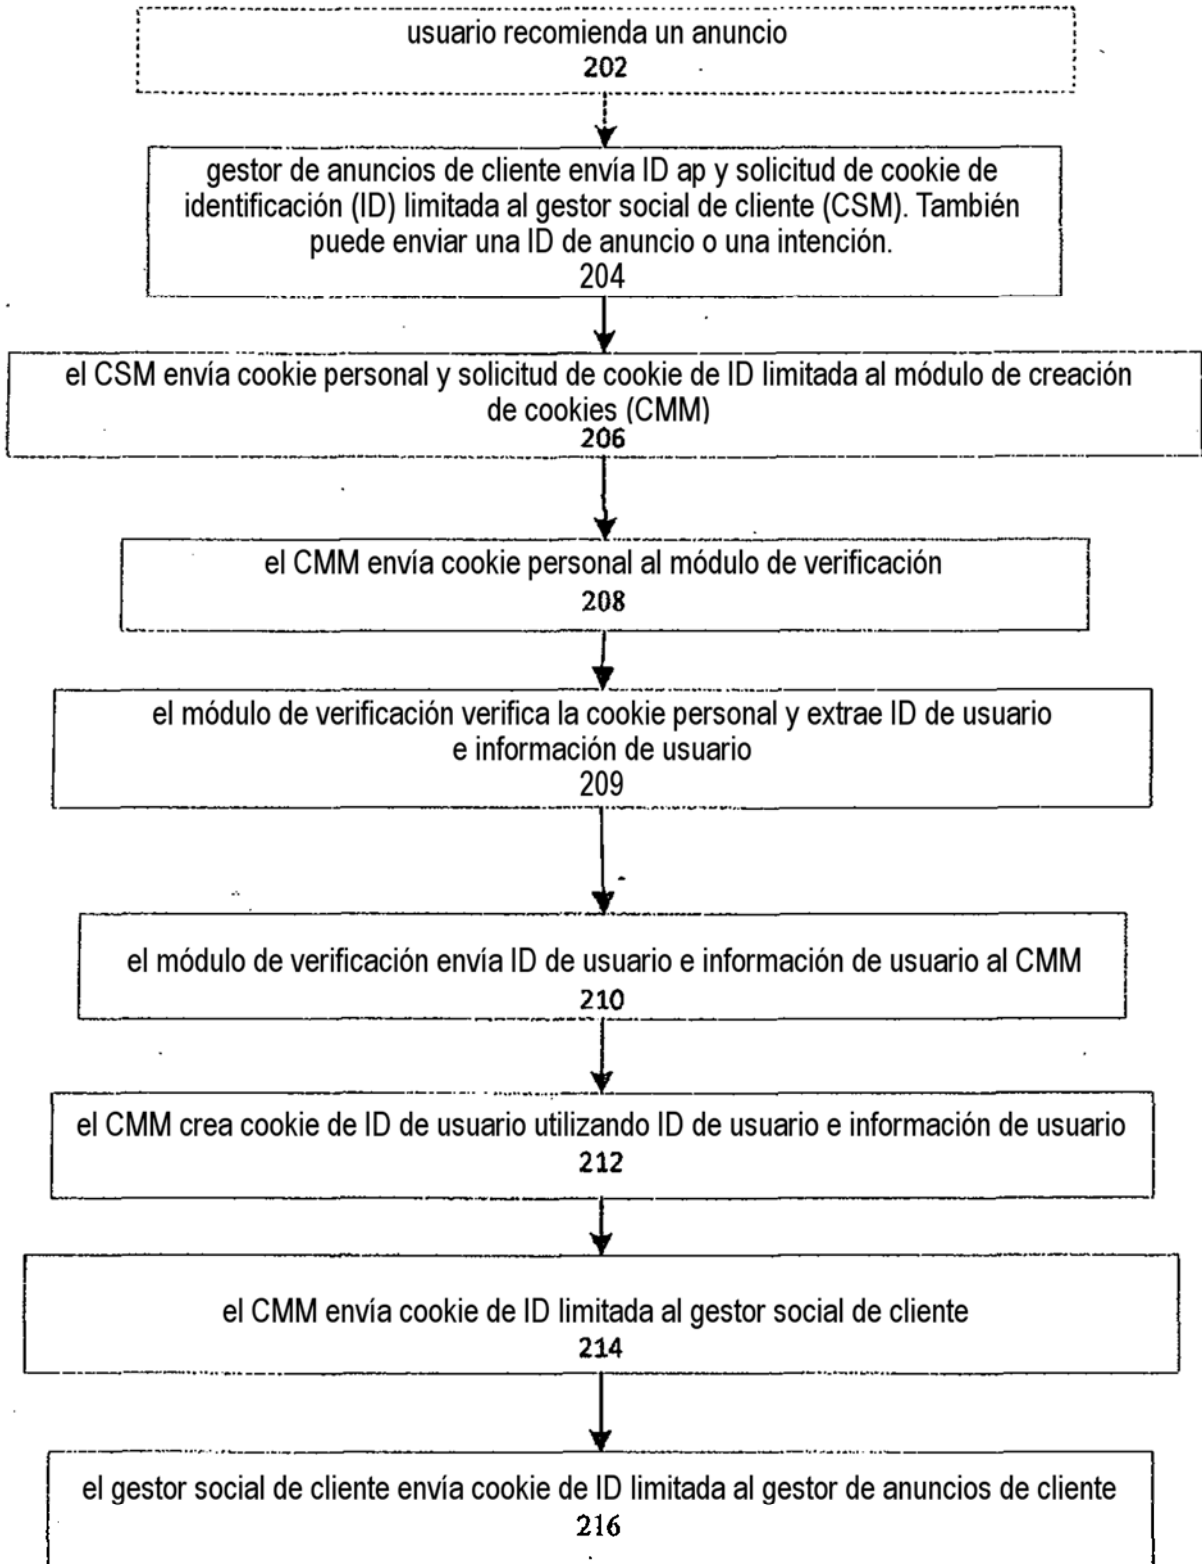 usuario recomienda un anuncio
202
gestor de anuncios de cliente envía ID ap y solicitud de cookie de
identificación (ID) limitada al gestor social de cliente (CSM). También
puede enviar una ID de anuncio o una intención.
204
el CSM envía cookie personal y solicitud de cookie de ID limitada al módulo de creación
de cookies (CMM)
206
el CMM envía cookie personal al módulo de verificación
208
el módulo de verificación verifica la cookie personal y extrae ID de usuario
e información de usuario
209
el módulo de verificación envía ID de usuario e información de usuario al CMM
210
el CMM crea cookie de ID de usuario utilizando ID de usuario e información de usuario
212
el CMM envía cookie de ID limitada al gestor social de cliente
214
el gestor social de cliente envía cookie de ID limitada al gestor de anuncios de cliente
216